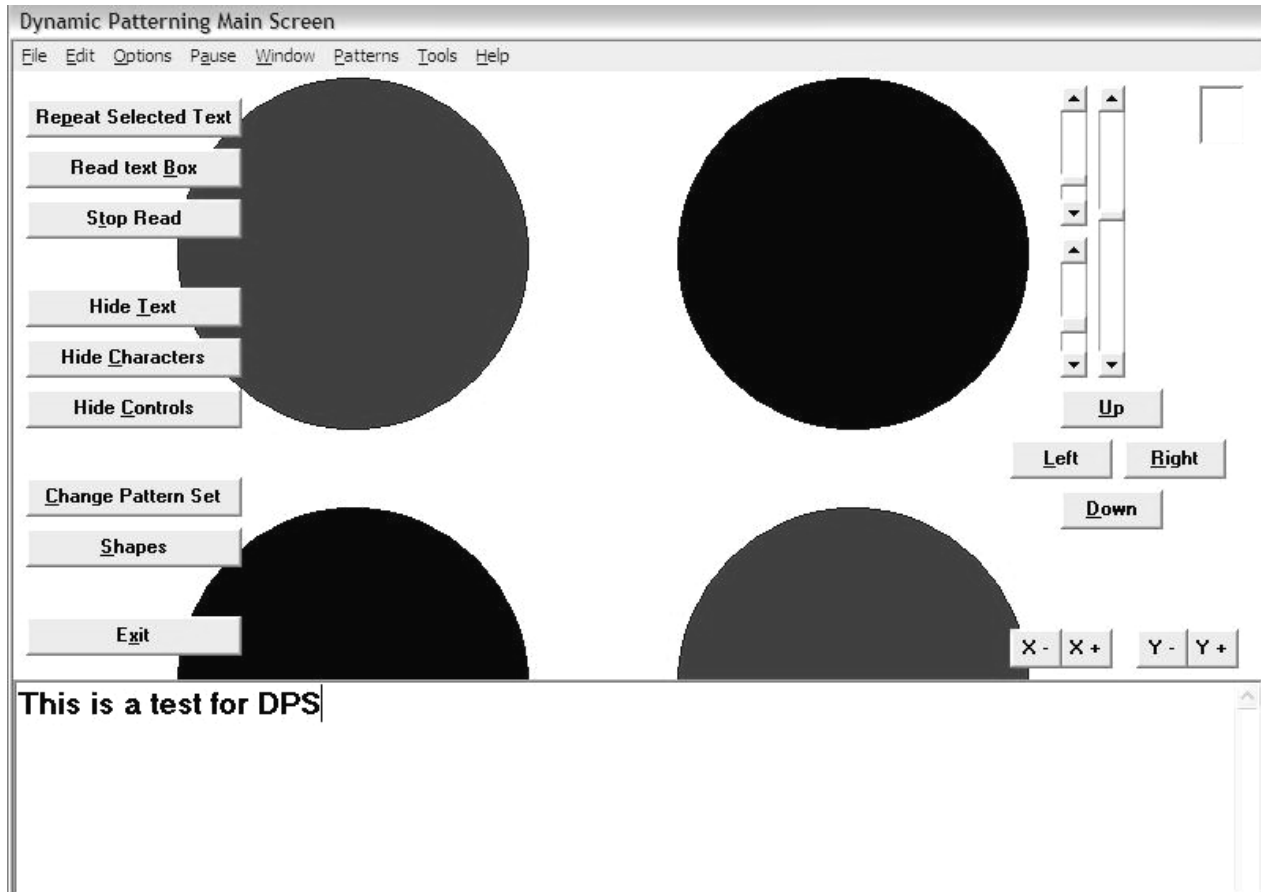 Dynamic Patterning Main Screen
File Edit Options Pause Window Patterns Tools Help
Repeat Selected Text
Read text Box
Stop Read
Hide Text
Hide Characters
Hide Controls
Change Pattern Set
Shapes
Exit
Up
Left Right
Down
X - X + Y - Y +
This is a test for DPS